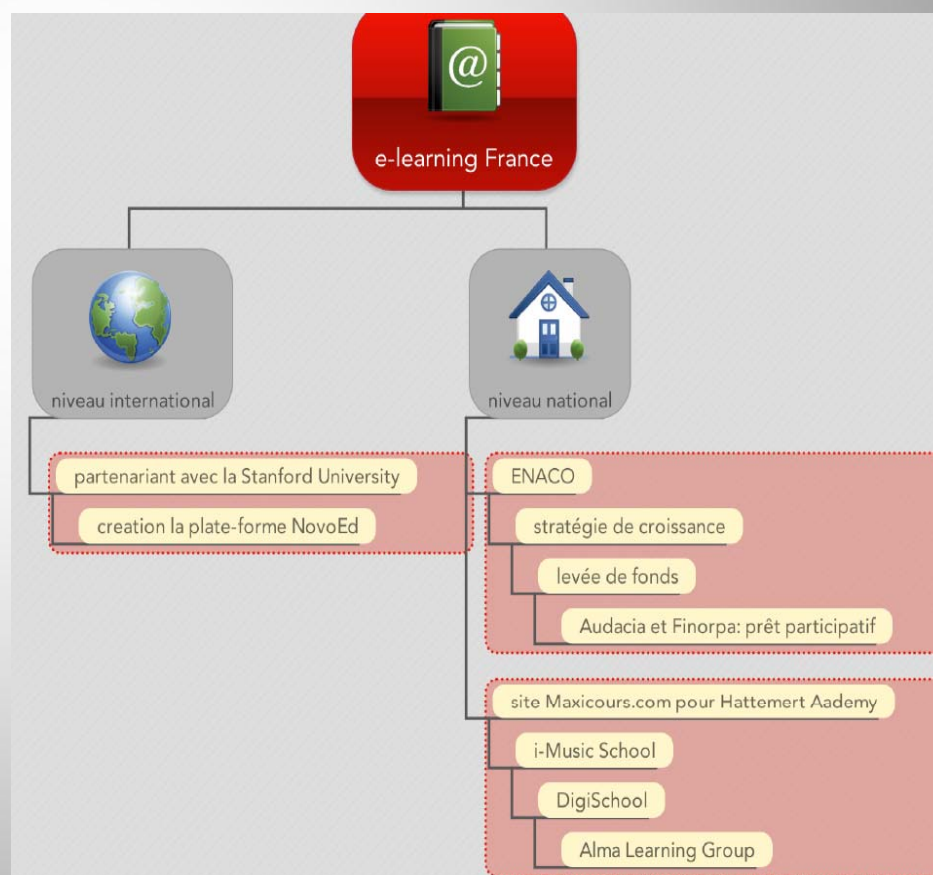 @
e-learning France
niveau international
niveau national
partenariant avec la Stanford University
creation la plate-forme NovoEd
ENACO
stratégie de croissance
levée de fonds
Audacia et Finorpa: prêt participatif
site Maxicours.com pour Hattemert Aademy
i-Music School
DigiSchool
Alma Learning Group